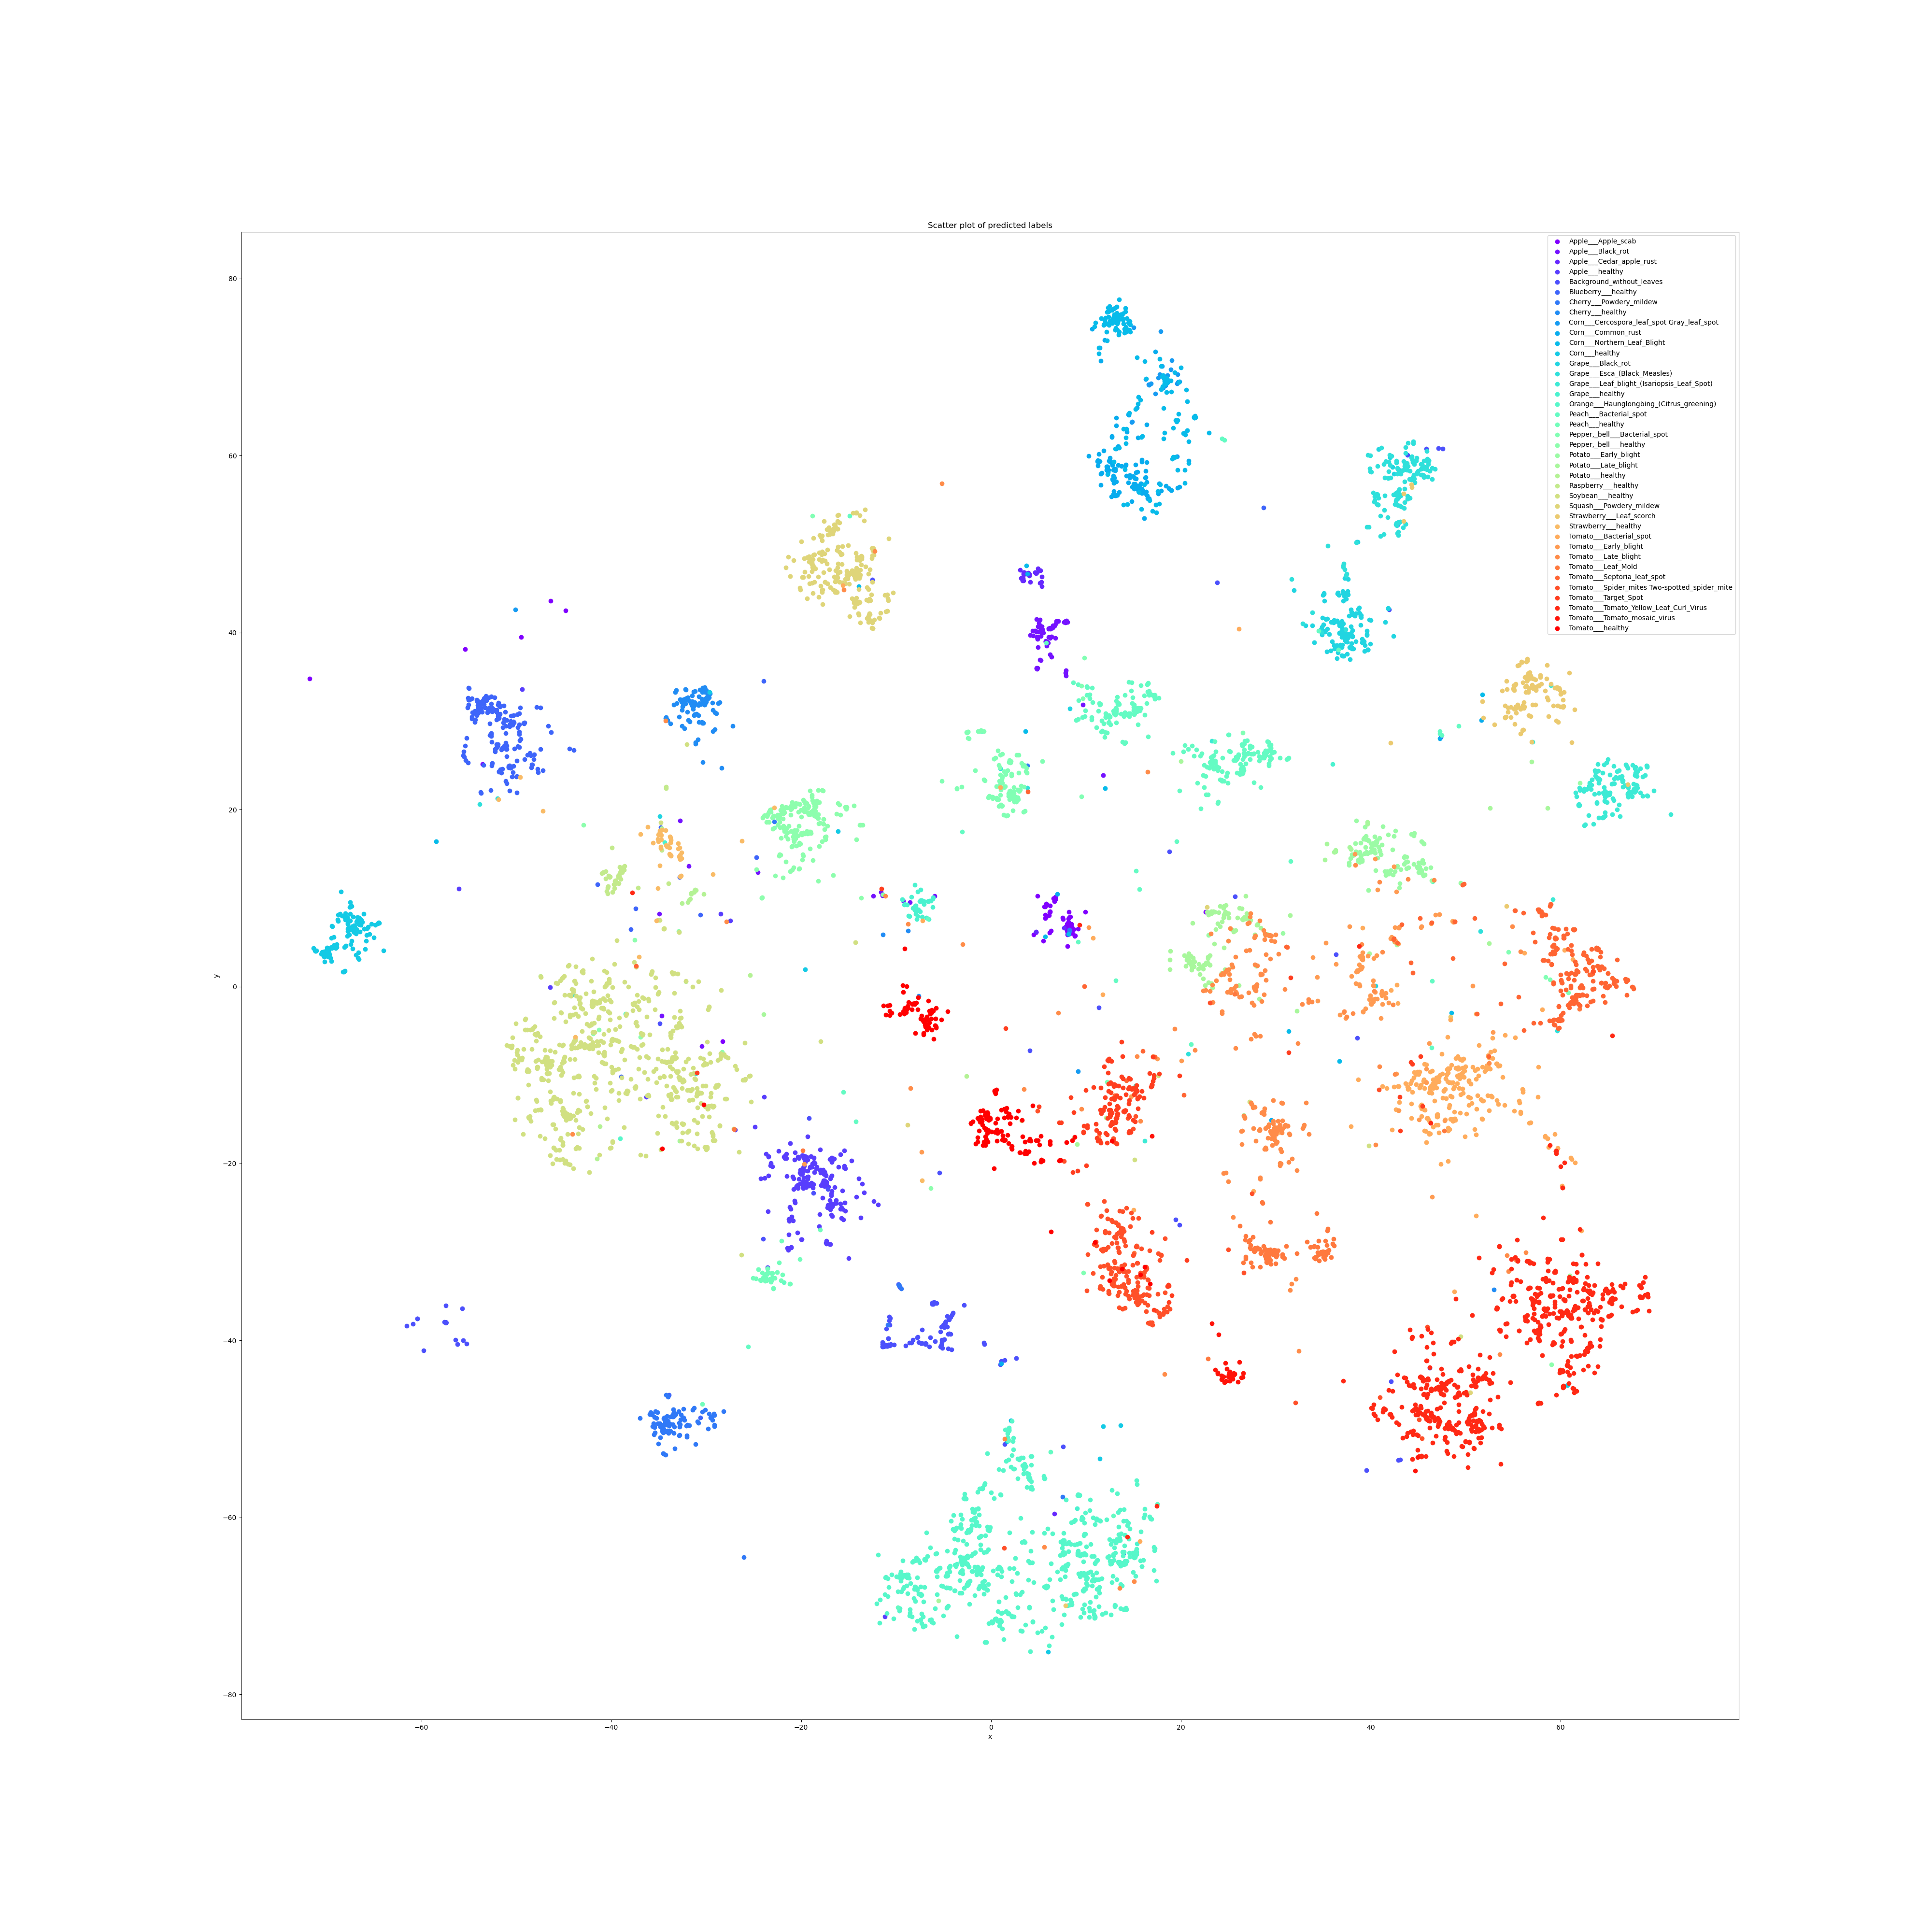 Scatter plot of predicted labels
Apple___Apple_scab
Apple___Black_rot
Apple___Cedar_apple_rust
Apple___healthy
Background_without_leaves
Blueberry___healthy
Cherry___Powdery_mildew
Cherry___healthy
Corn___Cercospora_leaf_spot Gray_leaf_spot
Corn___Common_rust
Corn___Northern_Leaf_Blight
Corn___healthy
Grape___Black_rot
Grape___Esca_(Black_Measles)
Grape___Leaf_blight_(Isariopsis_Leaf_Spot)
Grape___healthy
Orange___Haunglongbing_(Citrus_greening)
Peach___Bacterial_spot
Peach___healthy
Pepper,_bell___Bacterial_spot
Pepper,_bell___healthy
Potato___Early_blight
Potato___Late_blight
Potato___healthy
Raspberry___healthy
Soybean___healthy
Squash___Powdery_mildew
Strawberry___Leaf_scorch
Strawberry___healthy
Tomato___Bacterial_spot
Tomato___Early_blight
Tomato___Late_blight
Tomato___Leaf_Mold
Tomato___Septoria_leaf_spot
Tomato___Spider_mites Two-spotted_spider_mite
Tomato___Target_Spot
Tomato___Tomato_Yellow_Leaf_Curl_Virus
Tomato___Tomato_mosaic_virus
Tomato___healthy
80
60
40
20
0
−20
−40
−60
−80
y
−60 −40 −20 0 20 40 60
x